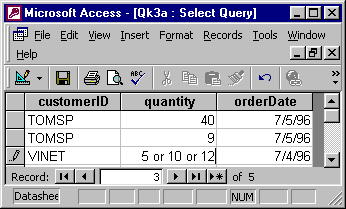 Microsoft Access - [Qk3a : Select Query]
File Edit View Insert Format Records Tools Window
Help
ABC
customerID quantity orderDate
TOMSP 40 7/5/96
TOMSP 9 7/5/96
VINET 5 or 10 or 12 7/4/96
Record: 3 of 5
Datashee NUM